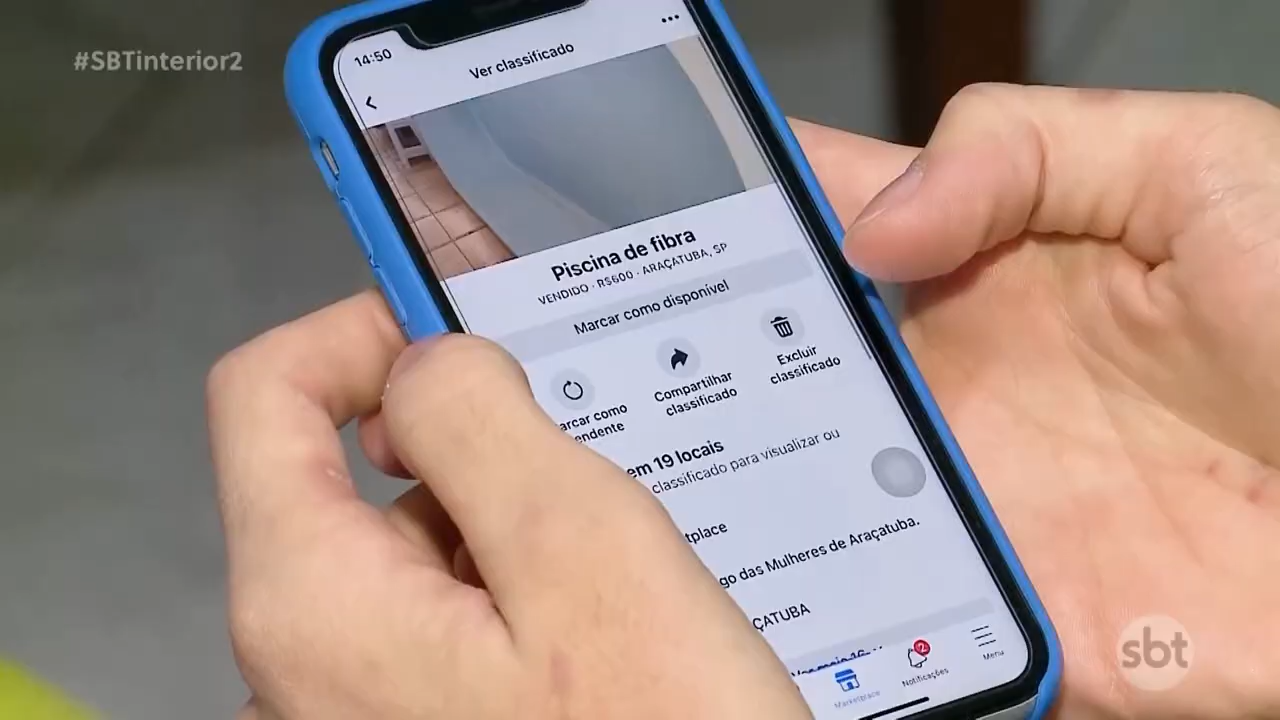 #SBTinterior2
14:50
Ver classificado
Piscina de fibra
VENDIDO · R$600 · ARAÇATUBA, SP
Marcar como disponível
arcar como
endente
Compartilhar
classificado
Excluir
classificado
em 19 locais
classificado para visualizar ou
tplace
go das Mulheres de Araçatuba.
ÇATUBA
Marketplace
2
Notificações
Menu
sbt